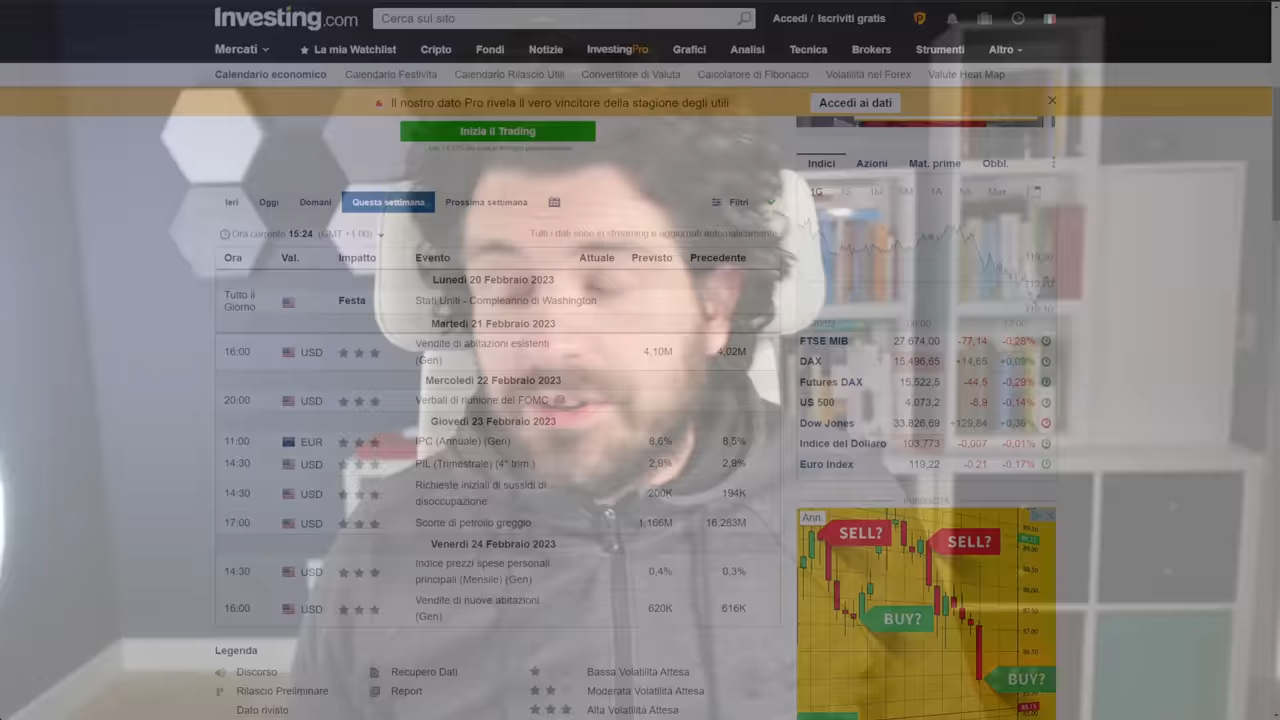 Investing.com
Cerca sul sito
Accedi / Iscriviti gratis
Mercati
La mia Watchlist
Cripto
Fondi
Notizie
InvestingPro
Grafici
Analisi
Tecnica
Brokers
Strumenti
Altro
Calendario economico
Calendario Festività
Calendario Rilascio Utili
Convertitore di Valuta
Calcolatore di Fibonacci
Volatilità nel Forex
Valute Heat Map
Il nostro dato Pro rivela il vero vincitore della stagione degli utili
Accedi ai dati
Inizia il Trading
Ieri
Oggi
Domani
Questa settimana
Prossima settimana
Filtri
Ora corrente 15:24 (GMT +1:00)
Tutti i dati sono in streaming e aggiornati automaticamente.
Ora Val. Impatto Evento Attuale Previsto Precedente
Lunedì 20 Febbraio 2023
Tutto il Giorno Festa Stati Uniti - Compleanno di Washington
Martedì 21 Febbraio 2023
16:00 USD Vendite di abitazioni esistenti (Gen) 4,10M 4,02M
Mercoledì 22 Febbraio 2023
20:00 USD Verbali di riunione del FOMC
Giovedì 23 Febbraio 2023
11:00 EUR IPC (Annuale) (Gen) 8,6% 8,5%
14:30 USD PIL (Trimestrale) (4° trim.) 2,9% 2,9%
14:30 USD Richieste iniziali di sussidi di disoccupazione 200K 194K
17:00 USD Scorte di petrolio greggio 1,166M 16,283M
Venerdì 24 Febbraio 2023
14:30 USD Indice prezzi spese personali principali (Mensile) (Gen) 0,4% 0,3%
16:00 USD Vendite di nuove abitazioni (Gen) 620K 616K
Legenda
Discorso
Recupero Dati
Bassa Volatilità Attesa
Rilascio Preliminare
Report
Moderata Volatilità Attesa
Dato rivisto
Alta Volatilità Attesa
Indici
Azioni
Mat. prime
Obbl.
1G
1A
Max
FTSE MIB 27.674,00 -77,14 -0,28%
DAX 15.496,65 +14,65 +0,09%
Futures DAX 15.522,5 -44,5 -0,29%
US 500 4.073,2 -5,9 -0,14%
Dow Jones 33.826,69 +129,84 +0,39%
Indice del Dollaro 103,773 -0,007 -0,01%
Euro Index 119,22 -0,21 -0,17%
PUBBLICITÀ
Ann.
SELL?
SELL?
BUY?
BUY?